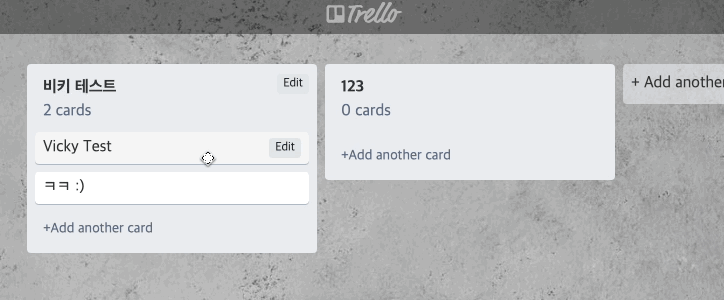 Trello
비키 테스트
Edit
2 cards
Vicky Test
Edit
ㅋㅋ :)
+Add another card
123
0 cards
+Add another card
+ Add another